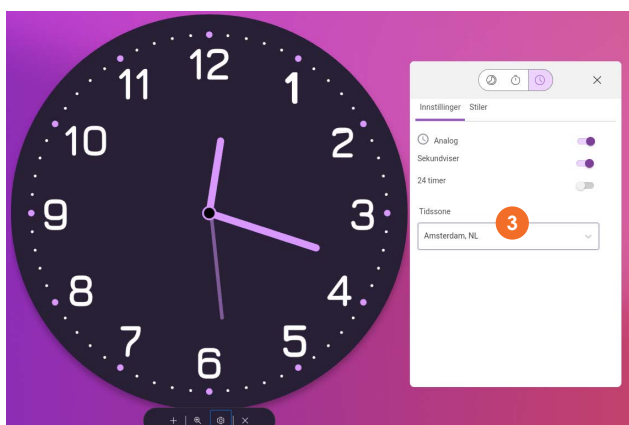 12
11
1
10
2
9
3
8
4
7
5
6
Innstillinger Stiler
Analog
Sekundviser
24 timer
Tidssone
3
Amsterdam, NL